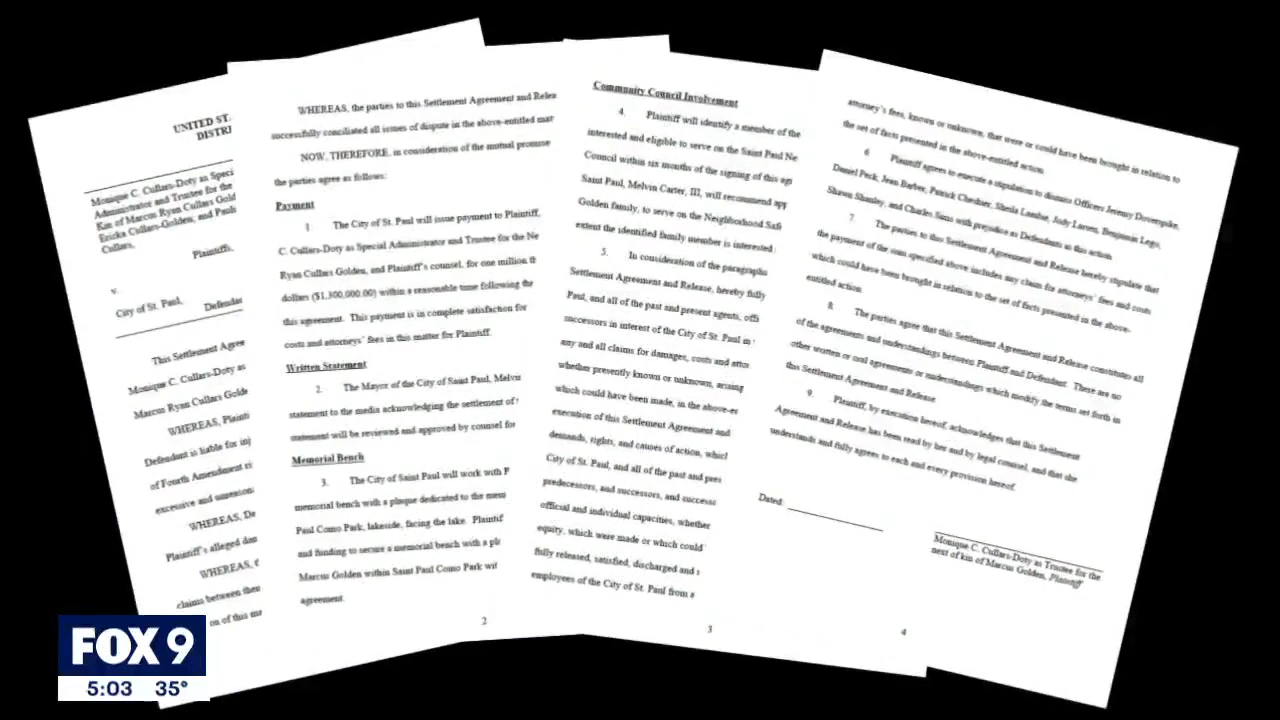 UNITED ST.
DISTRI
Monique C. Cullars-Doty as Speci
Administrator and Trustee for the
Kin of Marcus Ryan Cullars Gold
Ericka Cullars-Golden, and Paula
Cullars,
Plaintiffs,
v.
City of St. Paul,
Defendan
This Settlement Agree
Monique C. Cullars-Doty as
Marcus Ryan Cullars Golde
WHEREAS, Plainti
Defendant is liable for inj
of Fourth Amendment ri
excessive and unreason
WHEREAS, De
Plaintiff's alleged dan
WHEREAS,
claims between then
on of this ma
WHEREAS, the parties to this Settlement Agreement and Relea
successfully conciliated all issues of dispute in the above-entitled mat
NOW, THEREFORE, in consideration of the mutual promise
the parties agree as follows:
Payment
1 The City of St. Paul will issue payment to Plaintiff,
C. Cullars-Doty as Special Administrator and Trustee for the Ne
Ryan Cullars Golden, and Plaintiff's counsel, for one million th
dollars ($1,300,000.00) within a reasonable time following the
this agreement. This payment is in complete satisfaction for
costs and attorneys' fees in this matter for Plaintiff.
Written Statement
2. The Mayor of the City of Saint Paul, Melvin
statement to the media acknowledging the settlement of
statement will be reviewed and approved by counsel for
Memorial Bench
3. The City of Saint Paul will work with P
memorial bench with a plaque dedicated to the mem
Paul Como Park, lakeside, facing the lake. Plaintif
and funding to secure a memorial bench with a pla
Marcus Golden within Saint Paul Como Park wit
agreement.
2
Community Council Involvement
4. Plaintiff will identify a member of the
interested and eligible to serve on the Saint Paul Ne
Council within six months of the signing of this ag
Saint Paul, Melvin Carter, III, will recommend app
Golden family, to serve on the Neighborhood Safe
extent the identified family member is interested
5. In consideration of the paragraphs
Settlement Agreement and Release, hereby fully
Paul, and all of the past and present agents, offi
successors in interest of the City of St. Paul in
any and all claims for damages, costs and attor
whether presently known or unknown, arising
which could have been made, in the above-en
execution of this Settlement Agreement and
demands, rights, and causes of action, which
City of St. Paul, and all of the past and pres
predecessors, and successors, and successo
official and individual capacities, whether
equity, which were made or which could
fully released, satisfied, discharged and
employees of the City of St. Paul from a
3
attorney's fees, known or unknown, that were or could have been brought in relation to
the set of facts presented in the above-entitled action.
6 Plaintiff agrees to execute a stipulation to dismiss Officers Jeremy Doverspike,
Daniel Peck, Jean Barber, Patrick Cheshier, Sheila Lambie, Jody Larsen, Benjamin Lego,
Shawn Shanley, and Charles Sims with prejudice as Defendants in this action
7. The parties to this Settlement Agreement and Release hereby stipulate that
the payment of the sum specified above includes any claim for attorneys' fees and costs
which could have been brought in relation to the set of facts presented in the above-
entitled action.
8. The parties agree that this Settlement Agreement and Release constitutes all
of the agreements and understandings between Plaintiff and Defendant. There are no
other written or oral agreements or understandings which modify the terms set forth in
this Settlement Agreement and Release
9. Plaintiff, by execution hereof, acknowledges that this Settlement
Agreement and Release has been read by her and by legal counsel, and that she
understands and fully agrees to each and every provision hereof.
Dated:
Monique C. Cullars-Doty as Trustee for the
next of kin of Marcus Golden, Plaintiff
4
FOX 9
5:03 35°